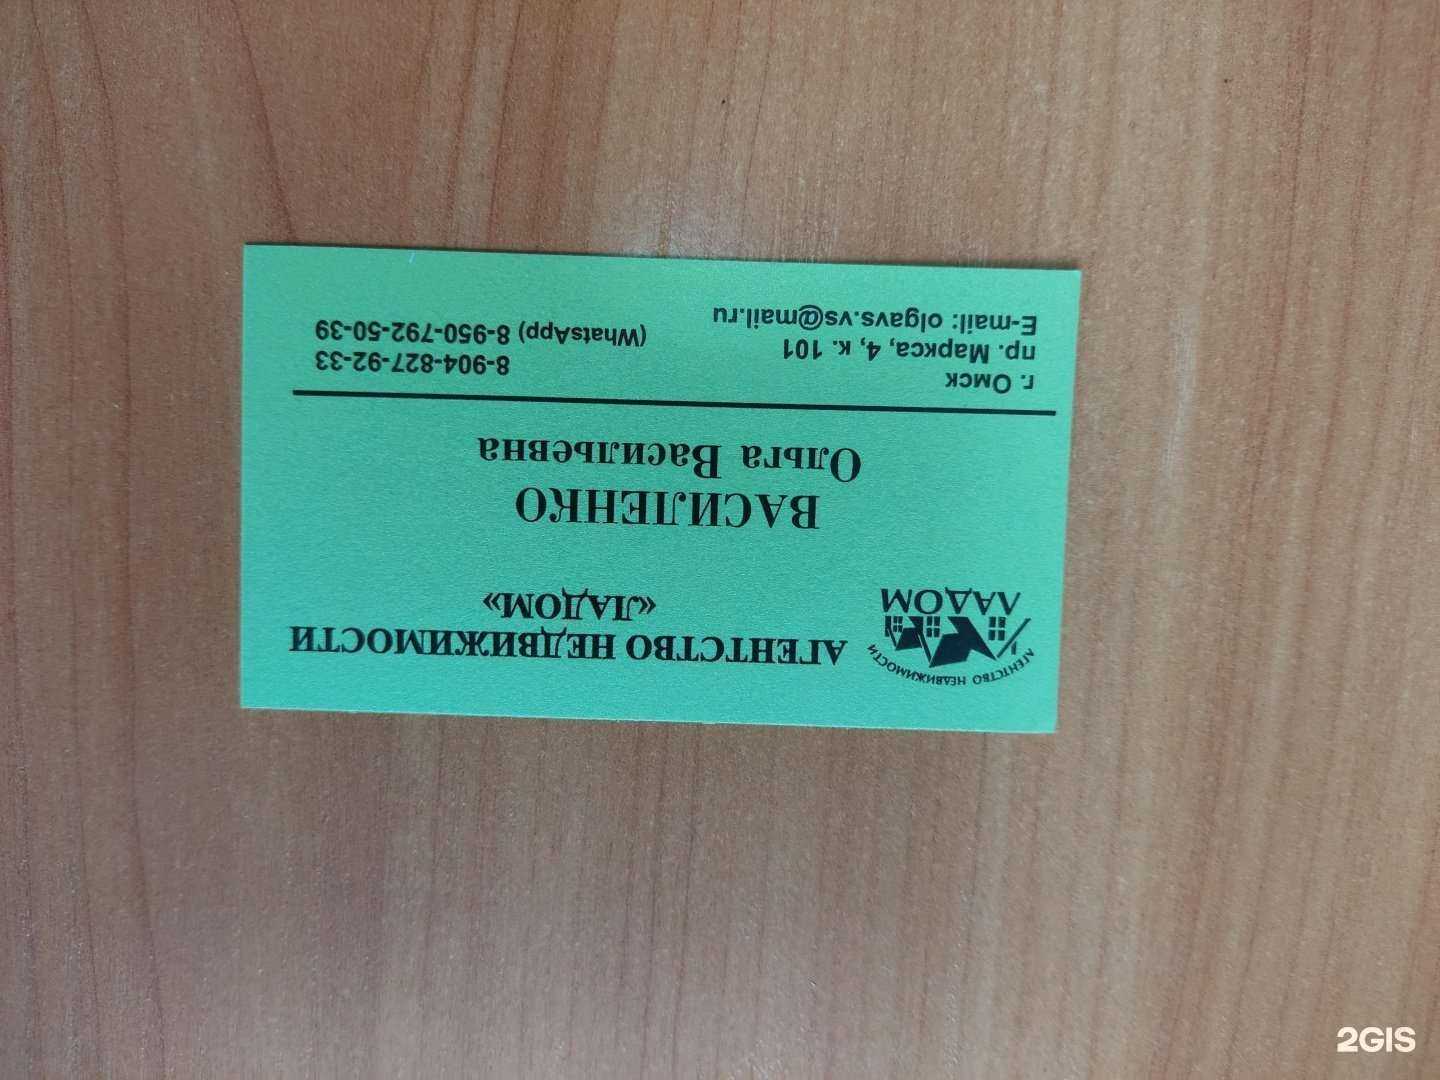 АГЕНТСТВО НЕДВИЖИМОСТИ
ЛАДОМ
АГЕНТСТВО НЕДВИЖИМОСТИ
«ЛАДОМ»
ВАСИЛЕНКО
Ольга Васильевна
г. Омск
пр. Маркса, 4, к. 101
E-mail: olgavs.vs@mail.ru
8-904-827-92-33
(WhatsApp) 8-950-792-50-39
2GIS